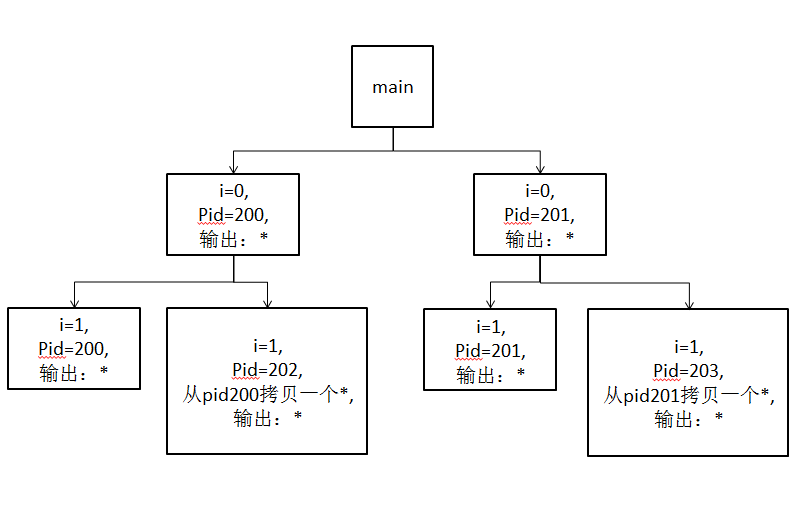 main
i=0,
Pid=200,
输出：*
i=0,
Pid=201,
输出：*
i=1,
Pid=200,
输出：*
i=1,
Pid=202,
从pid200拷贝一个*,
输出：*
i=1,
Pid=201,
输出：*
i=1,
Pid=203,
从pid201拷贝一个*,
输出：*